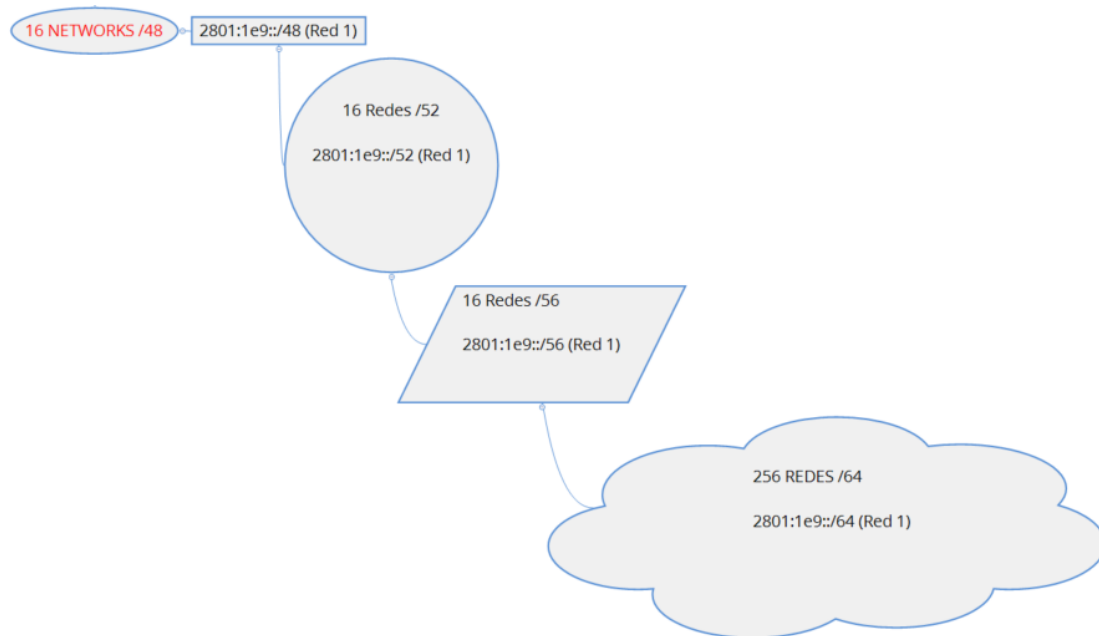 16 NETWORKS /48
2801:1e9::/48 (Red 1)
16 Redes /52
2801:1e9::/52 (Red 1)
16 Redes /56
2801:1e9::/56 (Red 1)
256 REDES /64
2801:1e9::/64 (Red 1)